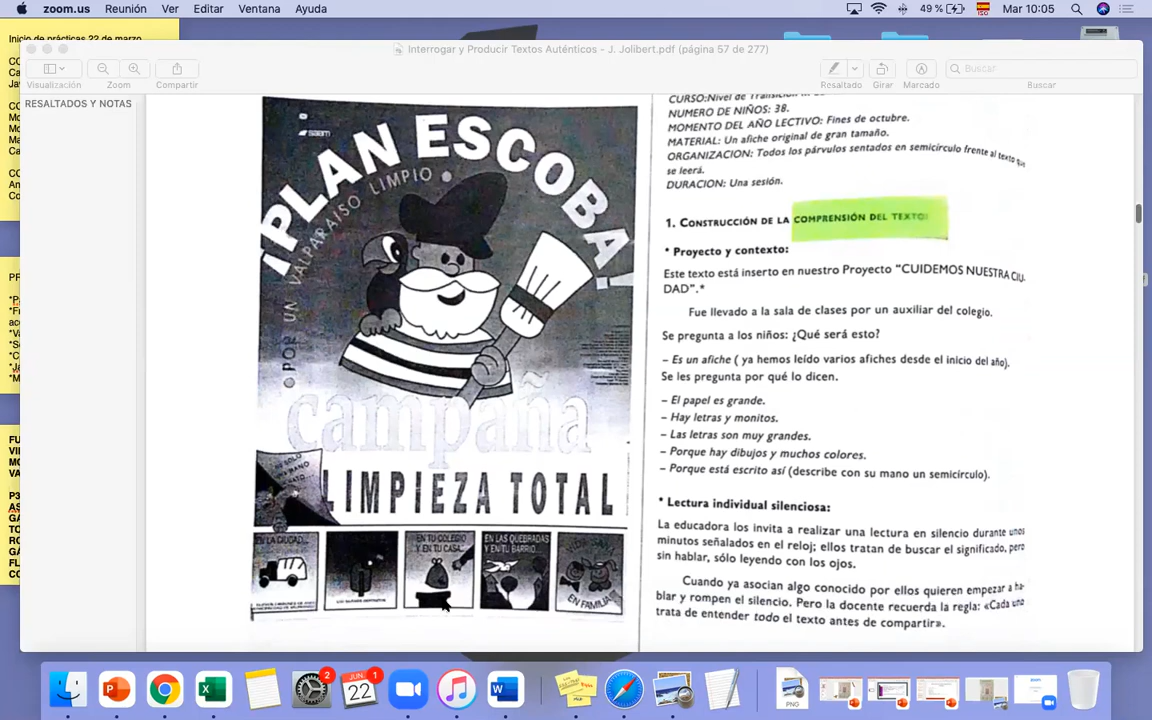 zoom.us Reunión Ver Editar Ventana Ayuda 49 % Mar 10:05
Inicio de prácticas 22 de marzo
Interrogar y Producir Textos Auténticos - J. Jolibert.pdf (página 57 de 277)
Visualización Zoom Compartir Resaltado Girar Marcado Buscar Buscar
RESALTADOS Y NOTAS
saam
¡PLAN ESCOBA!
POR UN VALPARAISO LIMPIO
campaña
LIMPIEZA TOTAL
EN LA CIUDAD...
EN TU COLEGIO
Y EN TU CASA...
EN LAS QUEBRADAS
Y EN TU BARRIO...
VIDA SANA
EN FAMILIA
CURSO: Nivel de Transición
NUMERO DE NIÑOS: 38.
MOMENTO DEL AÑO LECTIVO: Fines de octubre.
MATERIAL: Un afiche original de gran tamaño.
ORGANIZACION: Todos los párvulos sentados en semicírculo frente al texto que
se leerá.
DURACION: Una sesión.
1. CONSTRUCCIÓN DE LA COMPRENSIÓN DEL TEXTO:
* Proyecto y contexto:
Este texto está inserto en nuestro Proyecto "CUIDEMOS NUESTRA CIU
DAD".*
Fue llevado a la sala de clases por un auxiliar del colegio.
Se pregunta a los niños: ¿Qué será esto?
– Es un afiche ( ya hemos leído varios afiches desde el inicio del año).
Se les pregunta por qué lo dicen.
– El papel es grande.
– Hay letras y monitos.
– Las letras son muy grandes.
– Porque hay dibujos y muchos colores.
– Porque está escrito así (describe con su mano un semicírculo).
* Lectura individual silenciosa:
La educadora los invita a realizar una lectura en silencio durante unos
minutos señalados en el reloj; ellos tratan de buscar el significado, pero
sin hablar, sólo leyendo con los ojos.
Cuando ya asocian algo conocido por ellos quieren empezar a ha-
blar y rompen el silencio. Pero la docente recuerda la regla: «Cada uno
trata de entender todo el texto antes de compartir».
2 JUN 22 1 PNG